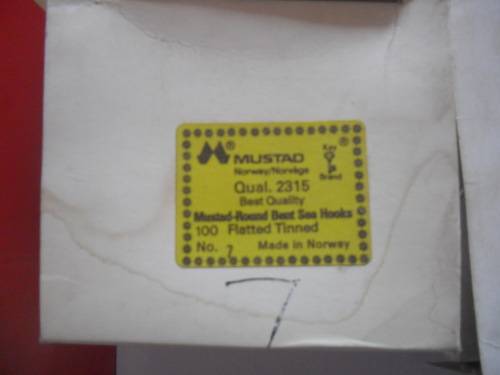 ® MUSTAD
Key ®
Brand
Norway/Norvège
Qual. 2315
Best Quality
Mustad-Round Bent Sea Hooks
100 Flatted Tinned
No. 7 Made in Norway
7